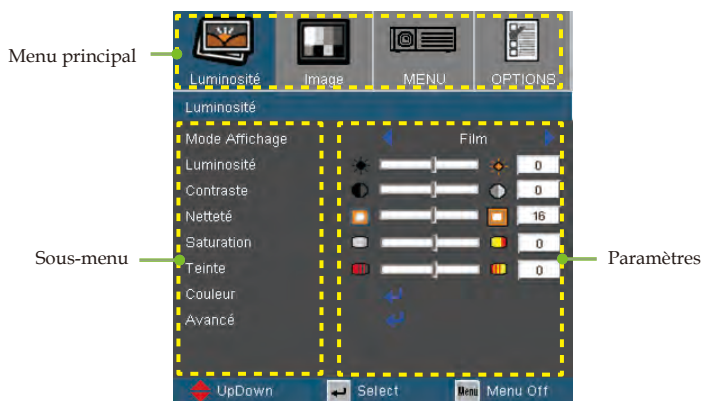 Menu principal
Luminosité Image MENU OPTIONS
Luminosité
Mode Affichage Film
Luminosité 0
Contraste 0
Netteté 16
Saturation 0
Sous-menu
Paramètres
Teinte 0
Couleur
Avancé
UpDown Select Menu Menu Off